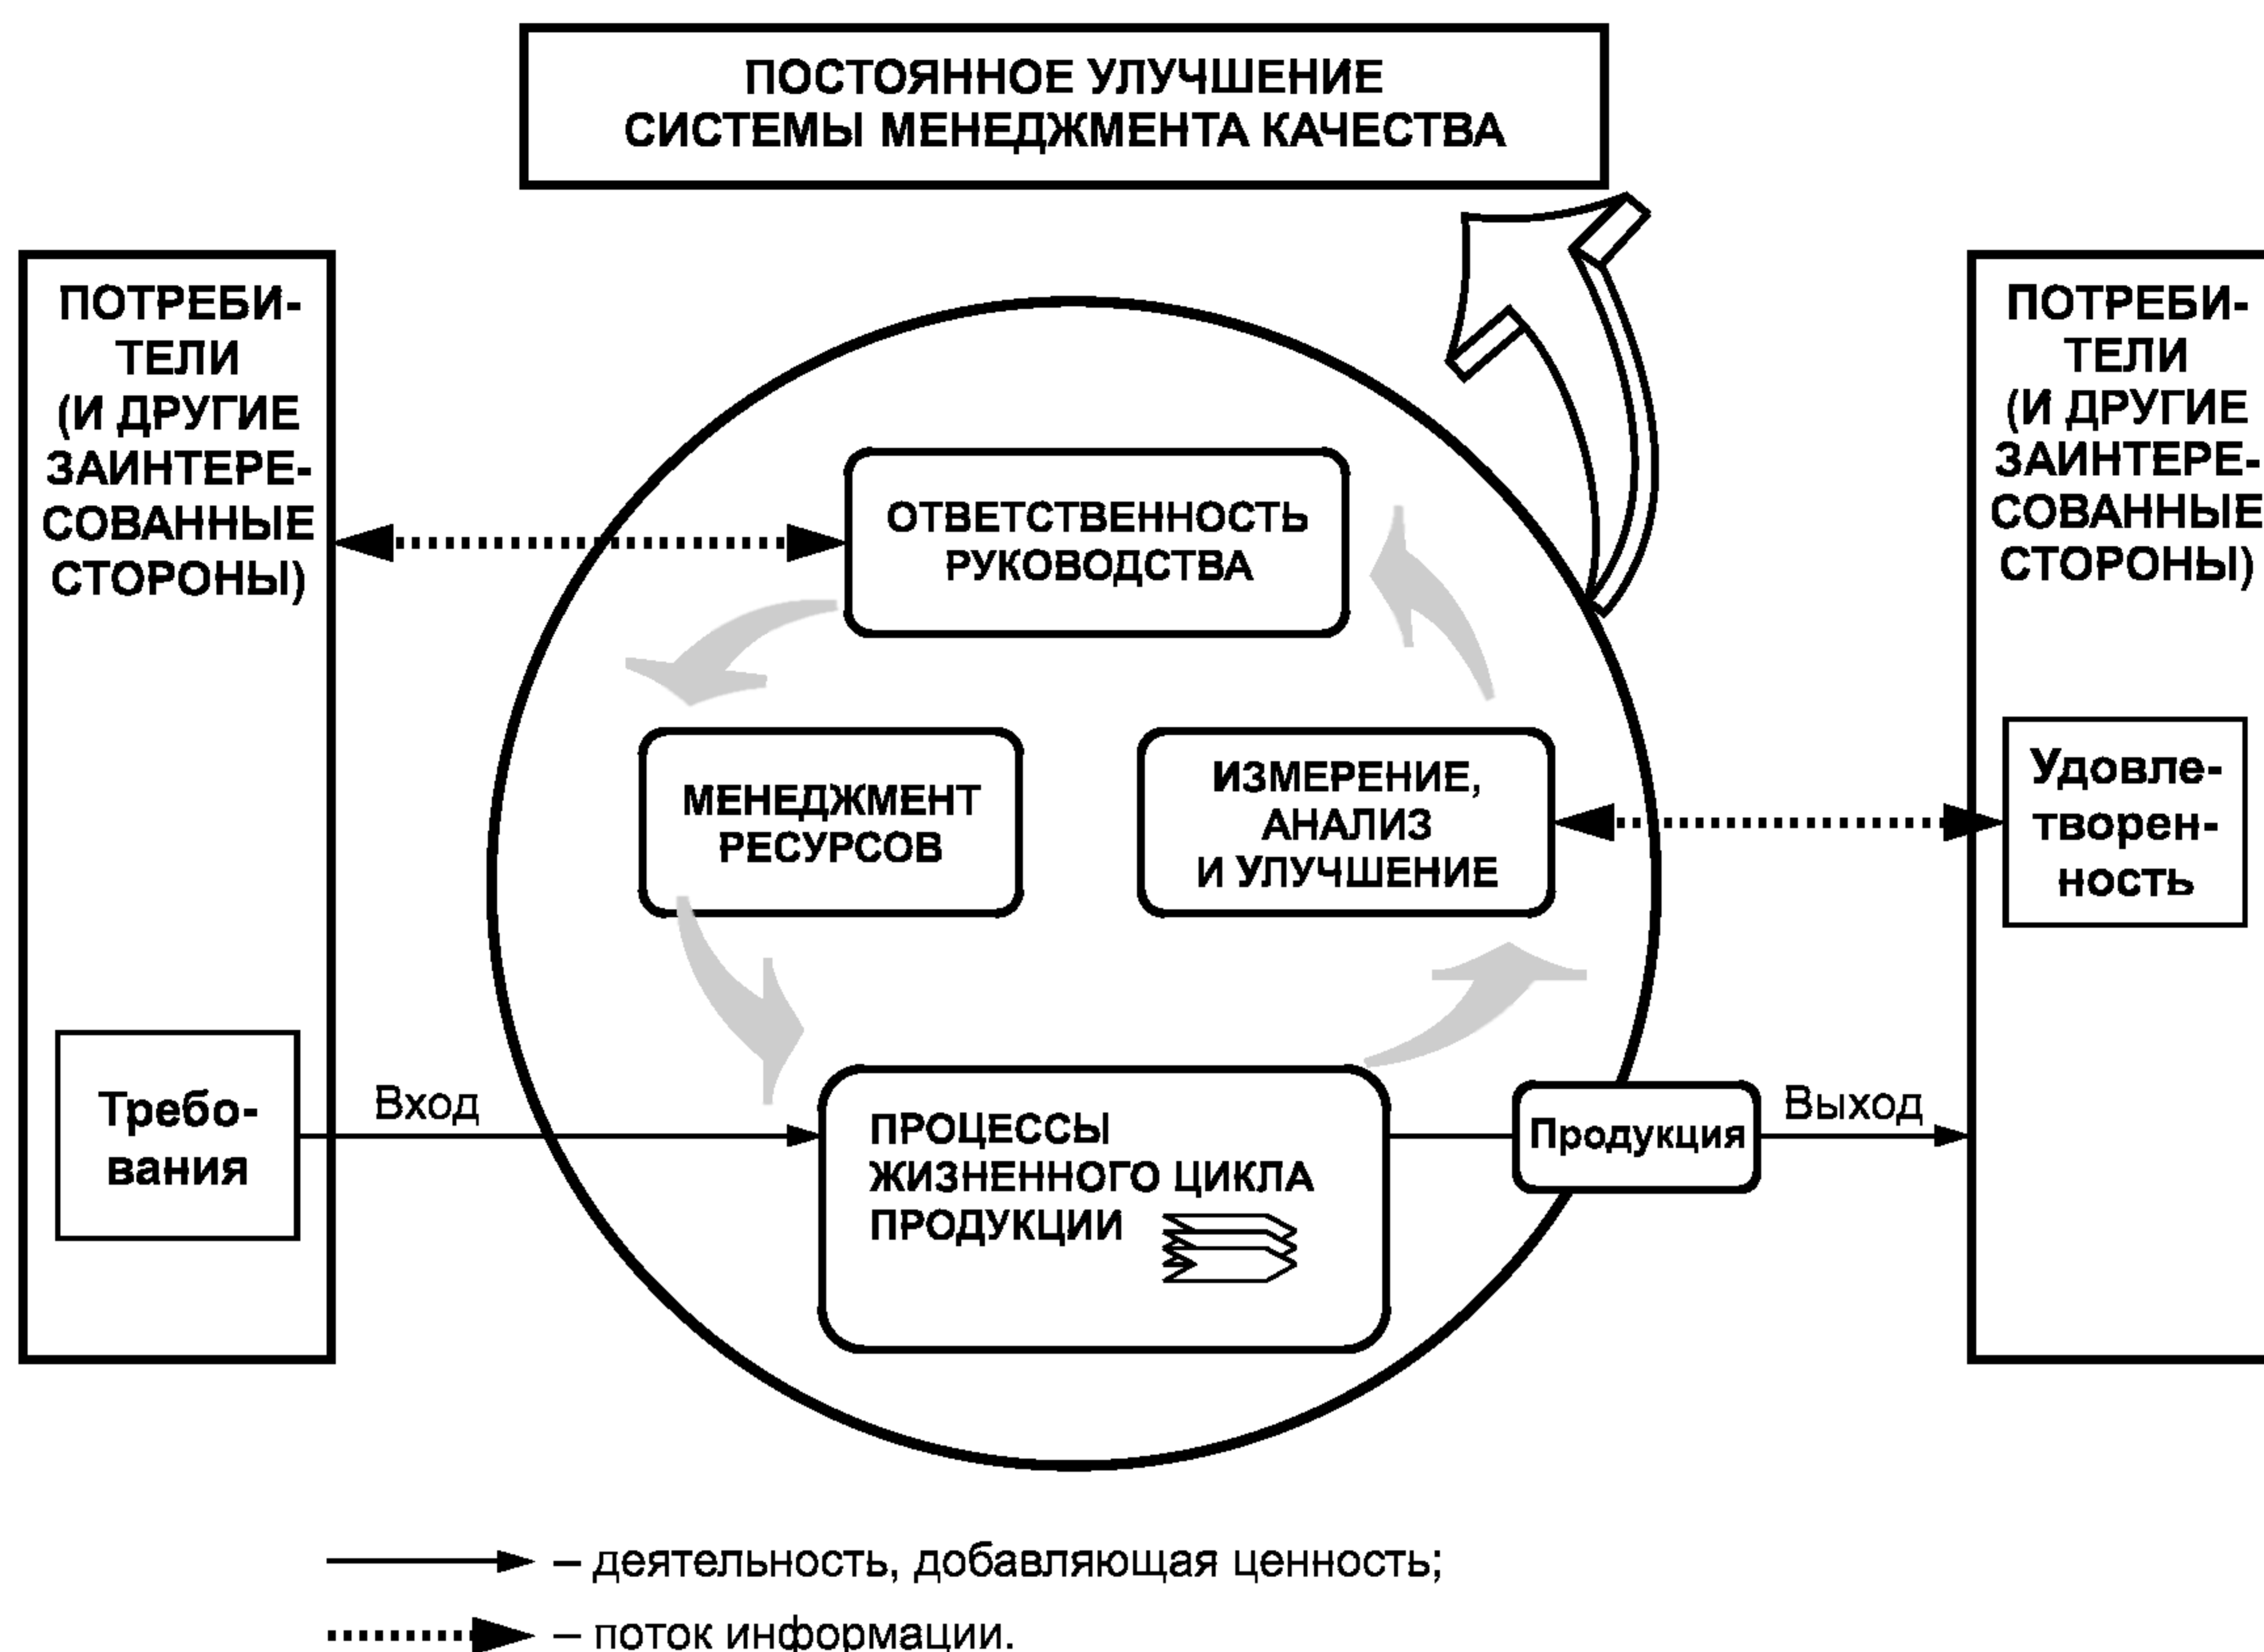 ПОСТОЯННОЕ УЛУЧШЕНИЕ
СИСТЕМЫ МЕНЕДЖМЕНТА КАЧЕСТВА
ПОТРЕБИ-
ТЕЛИ
(И ДРУГИЕ
ЗАИНТЕРЕ-
СОВАННЫЕ
СТОРОНЫ)
Требо-
вания
Вход
ОТВЕТСТВЕННОСТЬ
РУКОВОДСТВА
МЕНЕДЖМЕНТ
РЕСУРСОВ
ИЗМЕРЕНИЕ,
АНАЛИЗ
И УЛУЧШЕНИЕ
ПРОЦЕССЫ
ЖИЗНЕННОГО ЦИКЛА
ПРОДУКЦИИ
Продукция
Выход
ПОТРЕБИ-
ТЕЛИ
(И ДРУГИЕ
ЗАИНТЕРЕ-
СОВАННЫЕ
СТОРОНЫ)
Удовле-
творен-
ность
– деятельность, добавляющая ценность;
– поток информации.